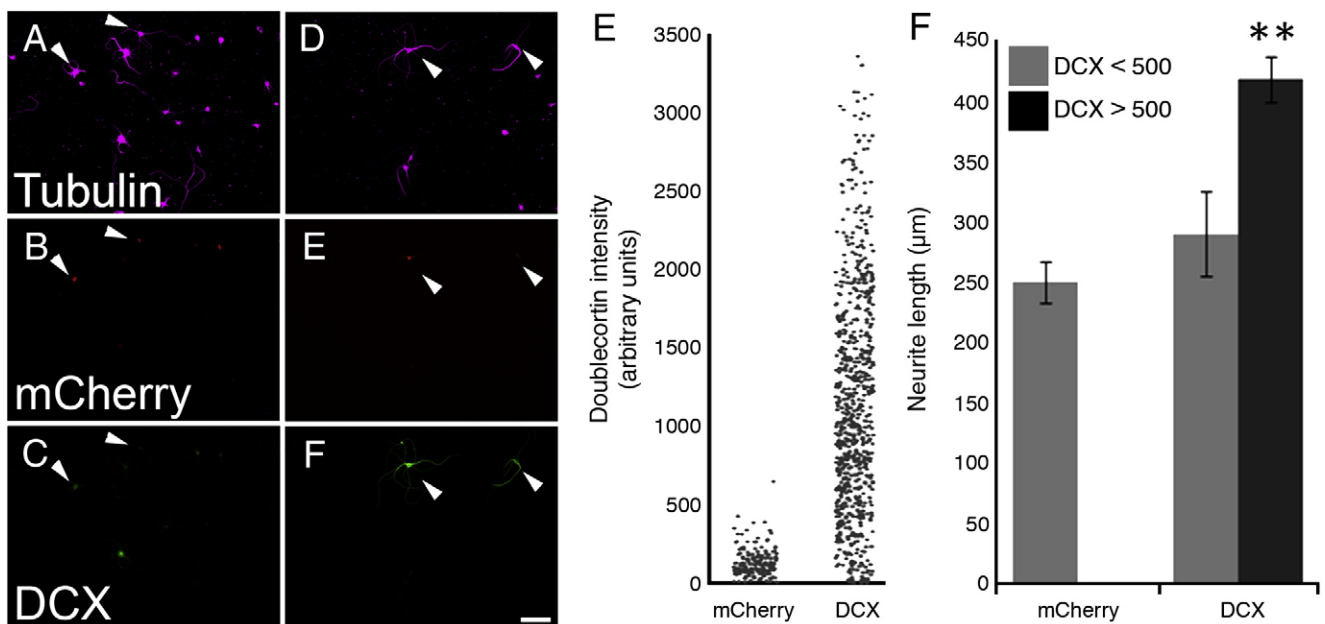 A
Tubulin
D
B
mCherry
E
C
DCX
F
E
Doublecortin intensity
(arbitrary units)
3500
3000
2500
2000
1500
1000
500
0
mCherry
DCX
F
Neurite length (μm)
450
400
350
300
250
200
150
100
50
0
DCX < 500
DCX > 500
**
mCherry
DCX